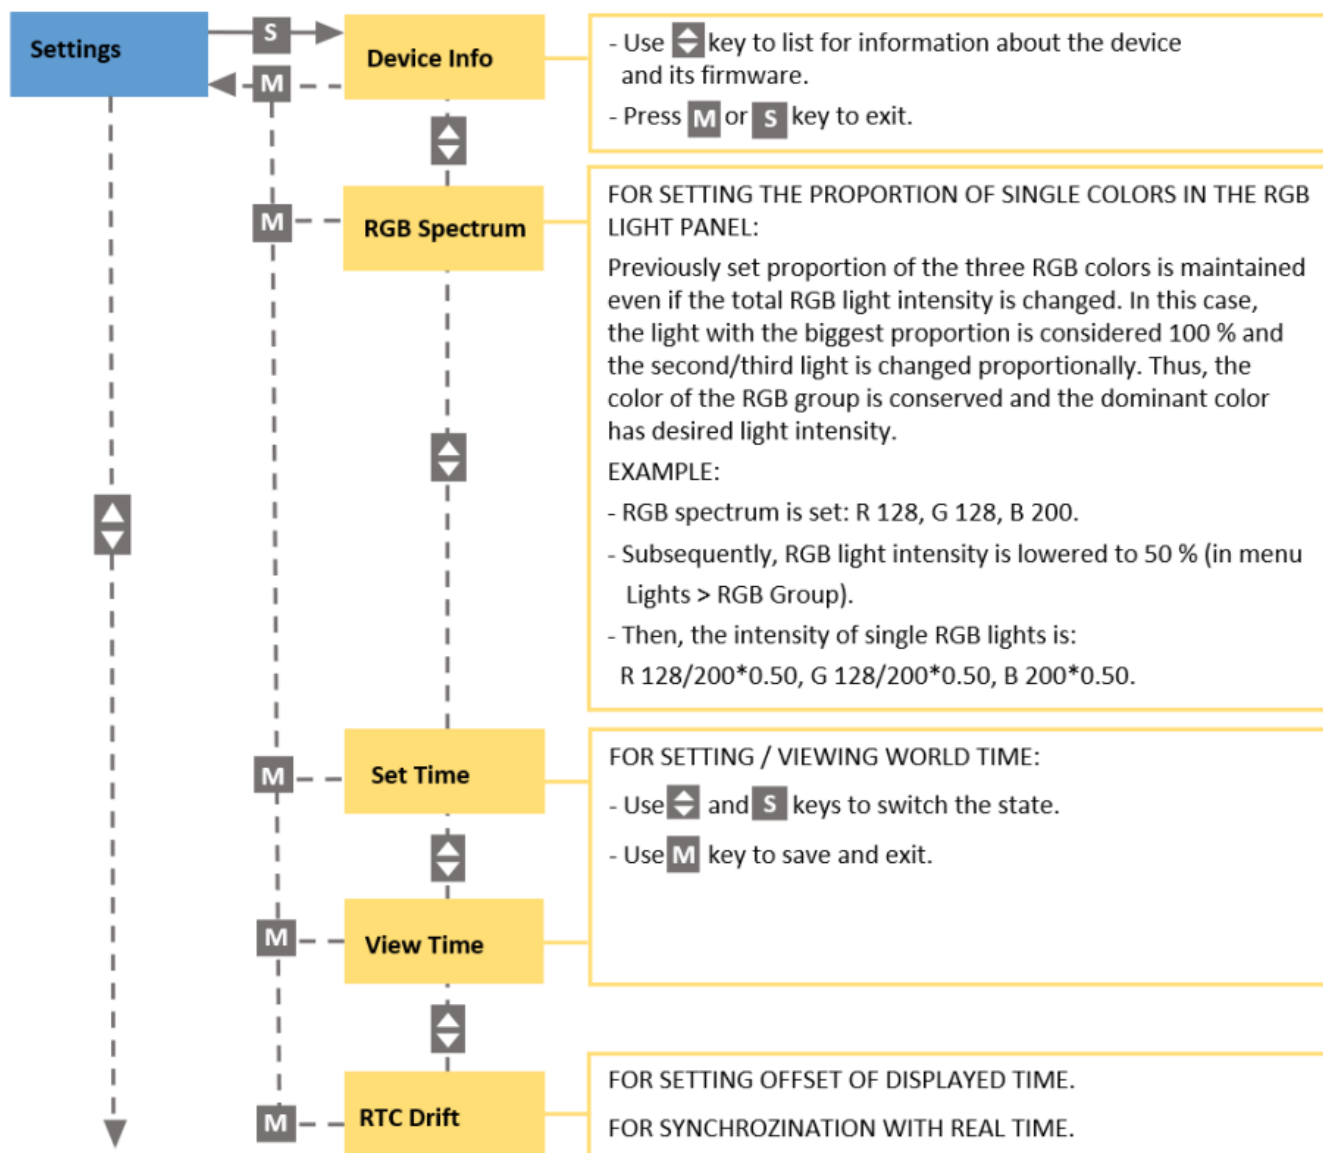 Settings
S
M
Device Info
- Use key to list for information about the device
and its firmware.
- Press M or S key to exit.
M
RGB Spectrum
FOR SETTING THE PROPORTION OF SINGLE COLORS IN THE RGB
LIGHT PANEL:
Previously set proportion of the three RGB colors is maintained
even if the total RGB light intensity is changed. In this case,
the light with the biggest proportion is considered 100 % and
the second/third light is changed proportionally. Thus, the
color of the RGB group is conserved and the dominant color
has desired light intensity.
EXAMPLE:
- RGB spectrum is set: R 128, G 128, B 200.
- Subsequently, RGB light intensity is lowered to 50 % (in menu
Lights > RGB Group).
- Then, the intensity of single RGB lights is:
R 128/200*0.50, G 128/200*0.50, B 200*0.50.
M
Set Time
FOR SETTING / VIEWING WORLD TIME:
- Use and S keys to switch the state.
- Use M key to save and exit.
M
View Time
M
RTC Drift
FOR SETTING OFFSET OF DISPLAYED TIME.
FOR SYNCHROZINATION WITH REAL TIME.